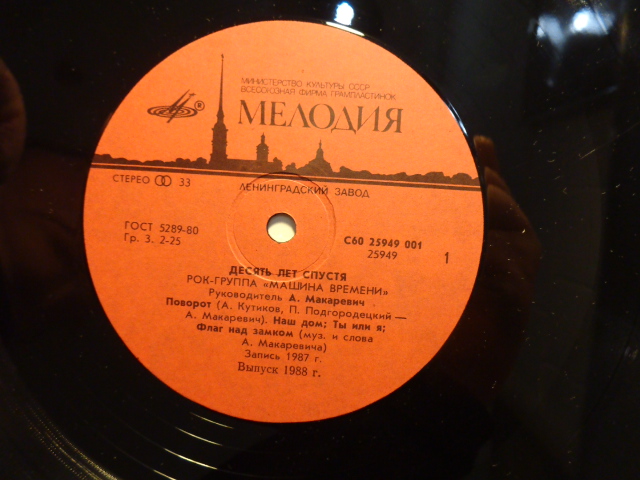 МИНИСТЕРСТВО КУЛЬТУРЫ СССР
ВСЕСОЮЗНАЯ ФИРМА ГРАМПЛАСТИНОК
®
МЕЛОДИЯ
СТЕРЕО 33
ЛЕНИНГРАДСКИЙ ЗАВОД
ГОСТ 5289-80
Гр. 3. 2-25
С60 25949 001
25949
1
ДЕСЯТЬ ЛЕТ СПУСТЯ
РОК-ГРУППА «МАШИНА ВРЕМЕНИ»
Руководитель А. Макаревич
Поворот (А. Кутиков, П. Подгородецкий —
А. Макаревич). Наш дом; Ты или я;
Флаг над замком (муз. и слова
А. Макаревича)
Запись 1987 г.
Выпуск 1988 г.